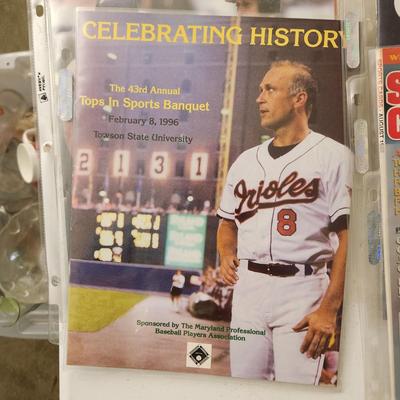 CELEBRATING HISTORY
The 43rd Annual
Tops In Sports Banquet
February 8, 1996
Towson State University
2 1 3 1
Orioles
8
Sponsored by The Maryland Professional
Baseball Players Association